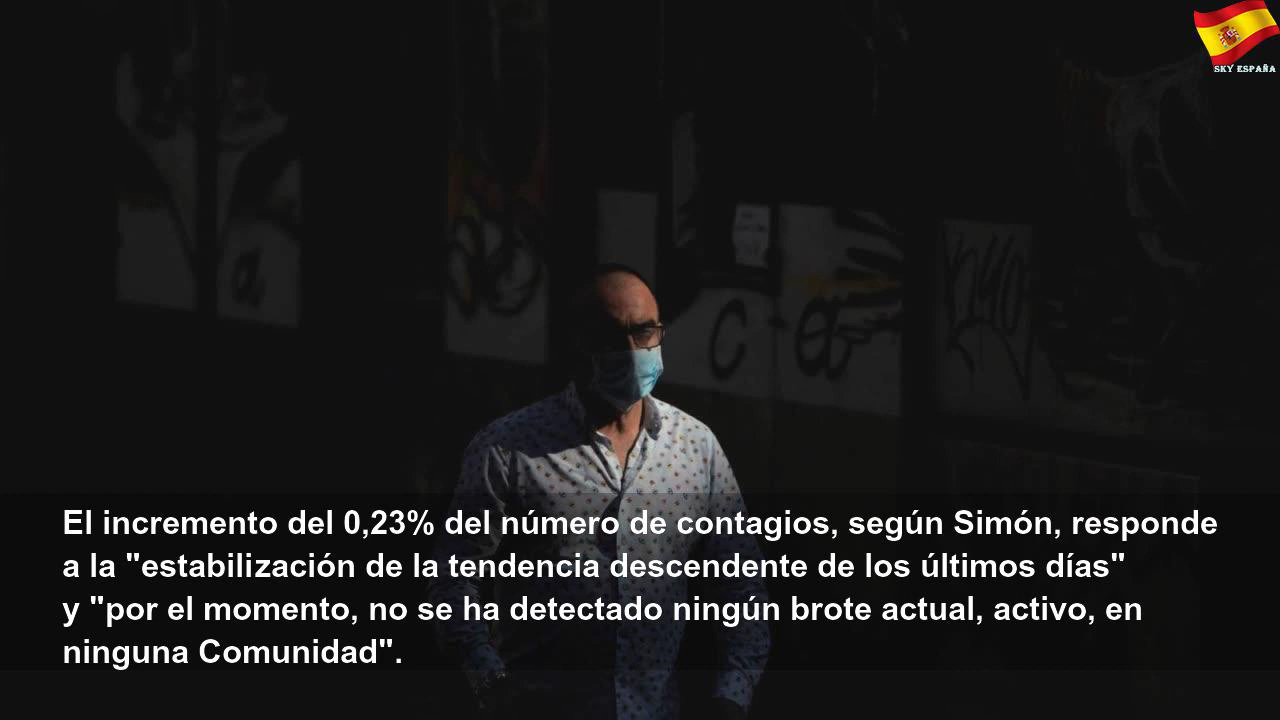 SKY ESPAÑA
El incremento del 0,23% del número de contagios, según Simón, responde
a la "estabilización de la tendencia descendente de los últimos días"
y "por el momento, no se ha detectado ningún brote actual, activo, en
ninguna Comunidad".